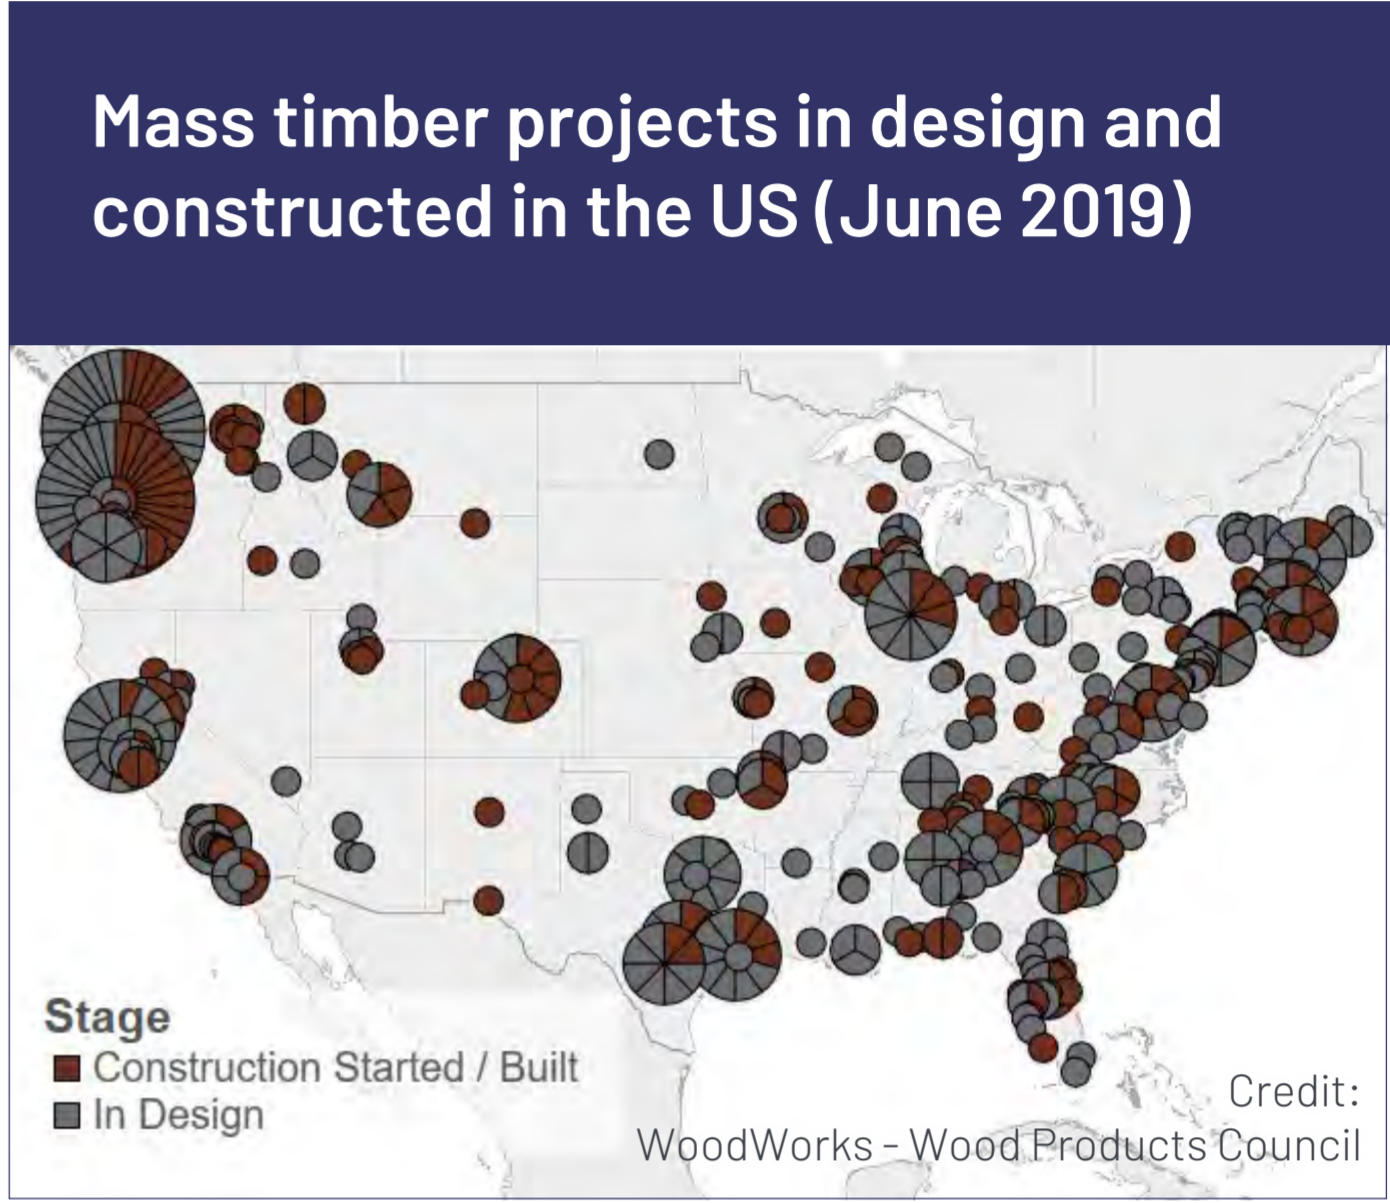 Mass timber projects in design and
constructed in the US (June 2019)
Stage
Construction Started / Built
In Design
Credit:
WoodWorks - Wood Products Council